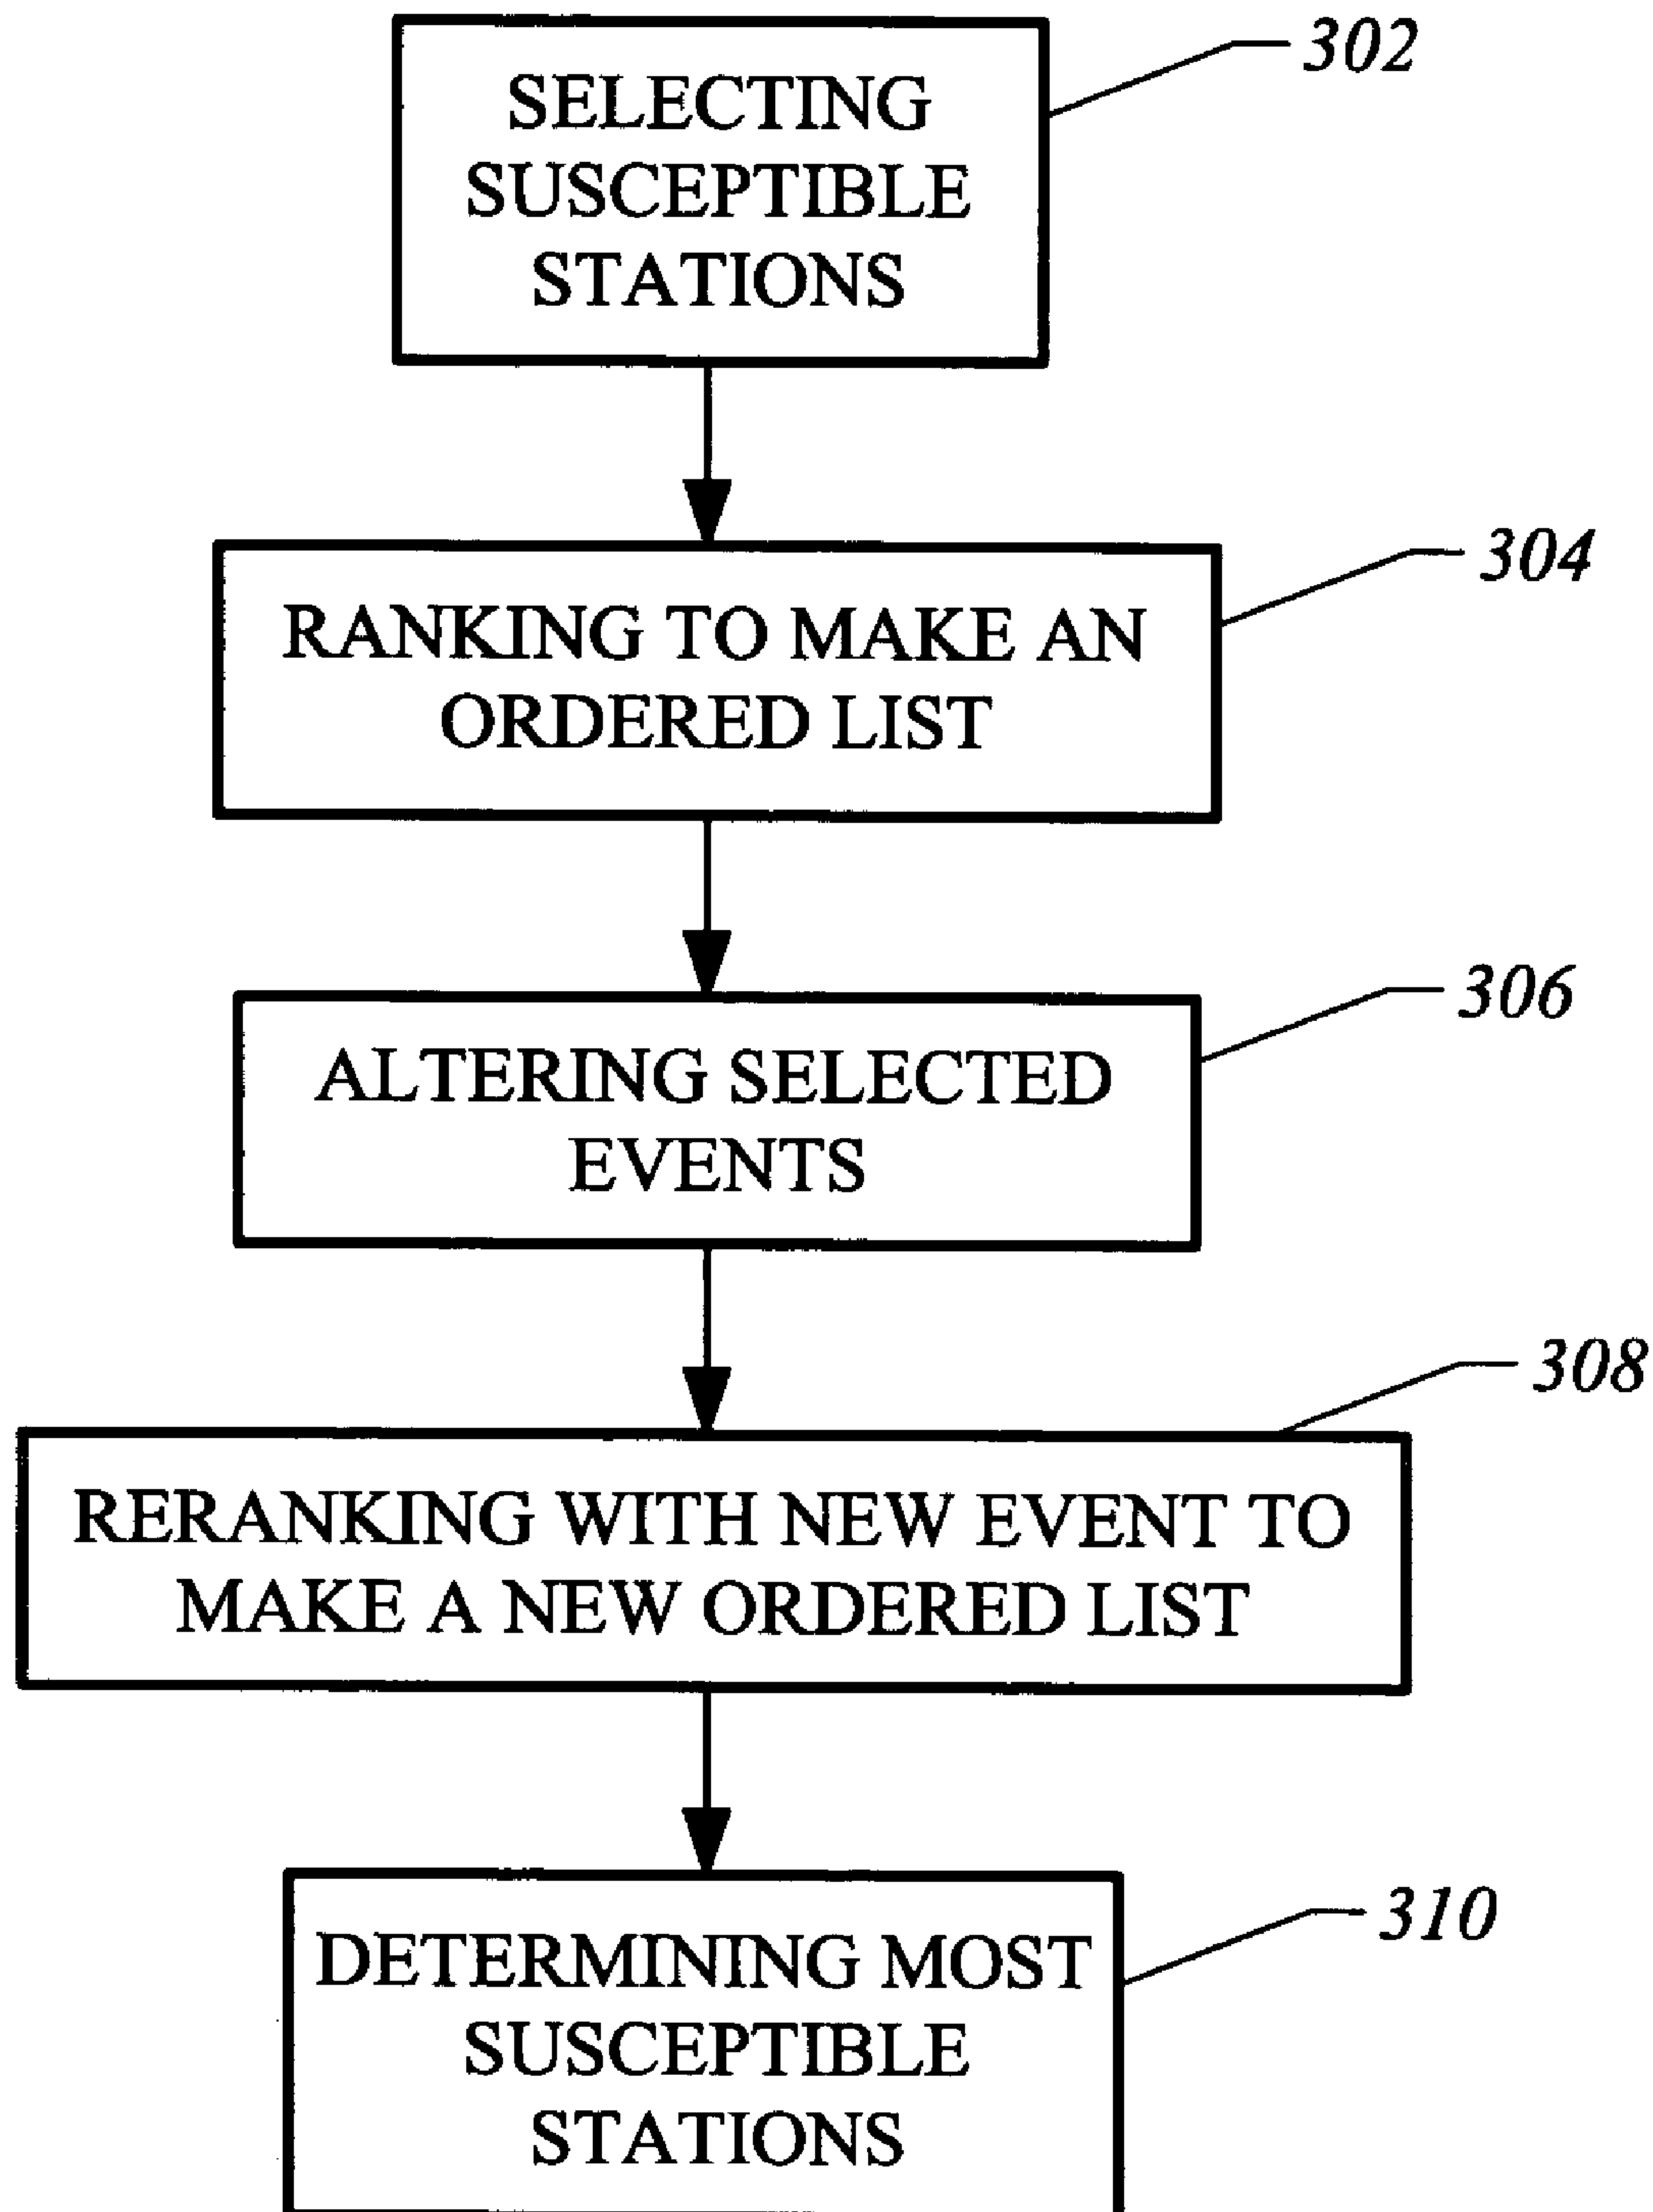 302
SELECTING
SUSCEPTIBLE
STATIONS
304
RANKING TO MAKE AN
ORDERED LIST
306
ALTERING SELECTED
EVENTS
308
RERANKING WITH NEW EVENT TO
MAKE A NEW ORDERED LIST
310
DETERMINING MOST
SUSCEPTIBLE
STATIONS